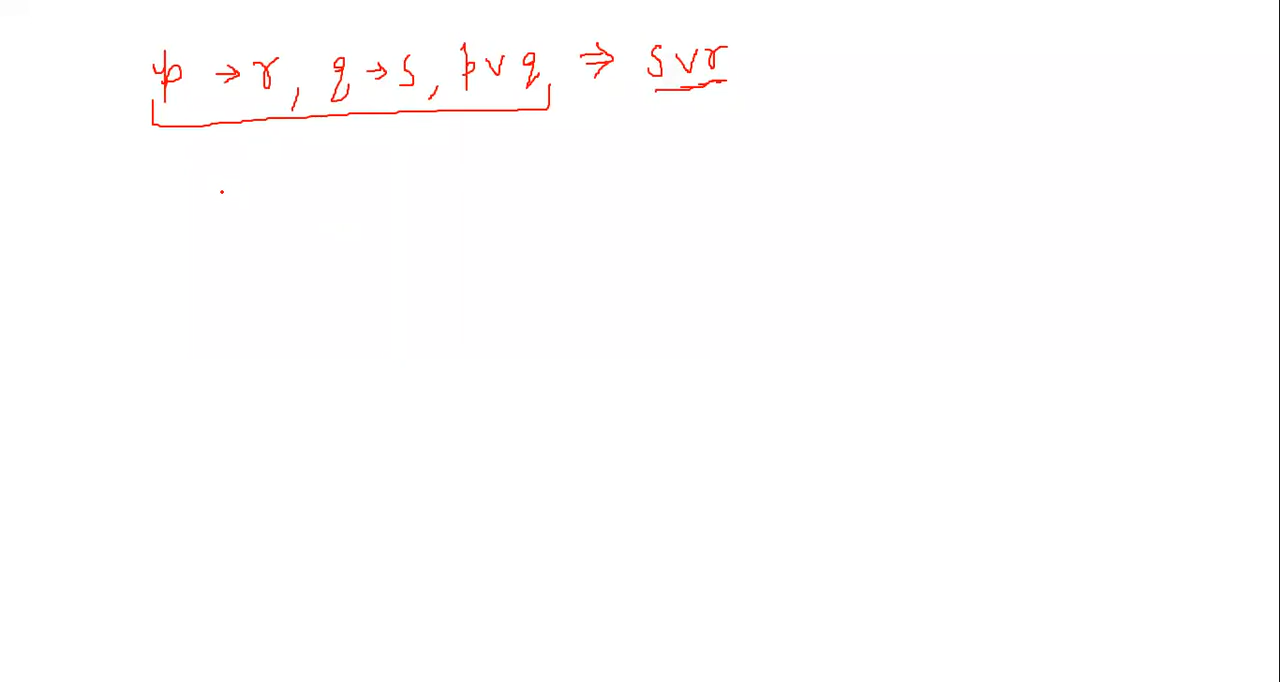 p → r, q → s, p ∨ q ⇒ s ∨ r